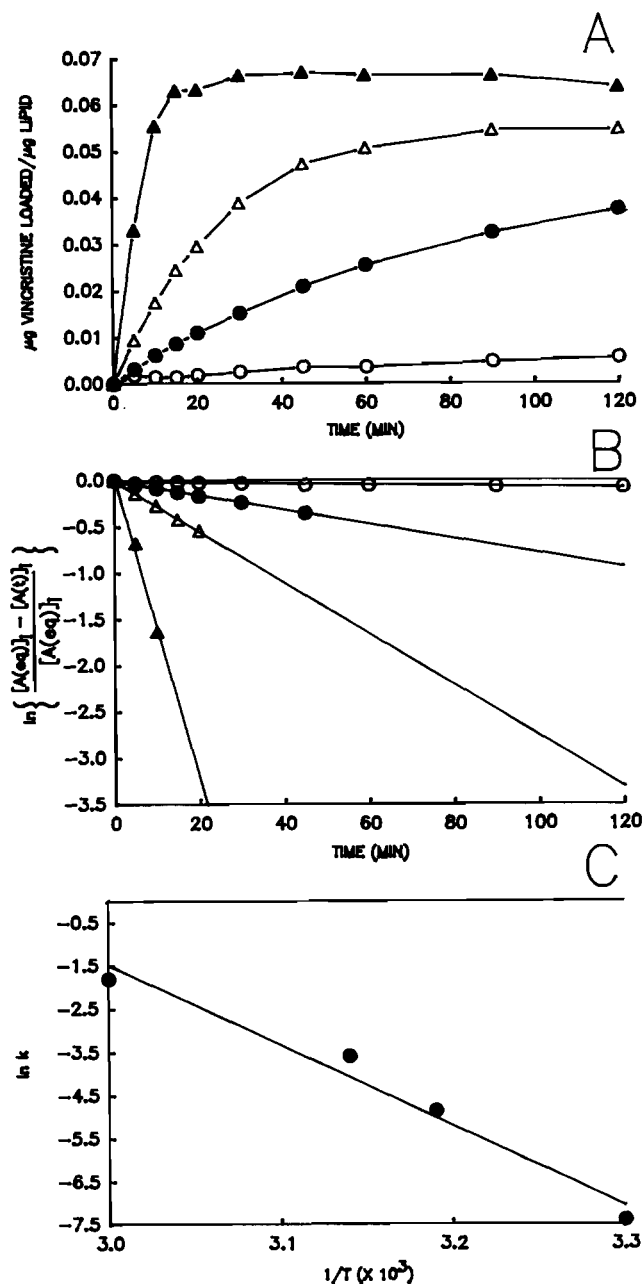 A
0.07
0.06
0.05
0.04
0.03
0.02
0.01
0.00
µg VINCRISTINE LOADED/µg LIPID
0 20 40 60 80 100 120
TIME (MIN)
B
0.0
-0.5
-1.0
-1.5
-2.0
-2.5
-3.0
-3.5
ln { [A(eq)]ᵢ - [A(t)]ᵢ / [A(eq)]ᵢ }
0 20 40 60 80 100 120
TIME (MIN)
C
-0.5
-1.5
-2.5
-3.5
-4.5
-5.5
-6.5
-7.5
ln k
3.0 3.1 3.2 3.3
1/T (X 10³)